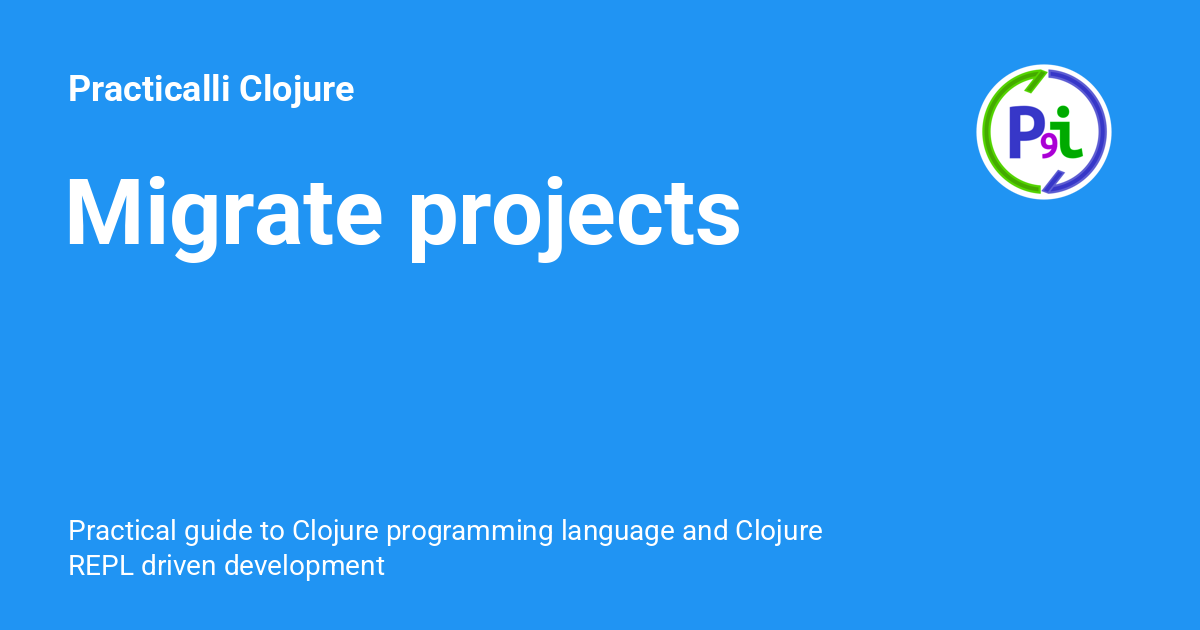 Practicalli Clojure
P9i
Migrate projects
Practical guide to Clojure programming language and Clojure
REPL driven development